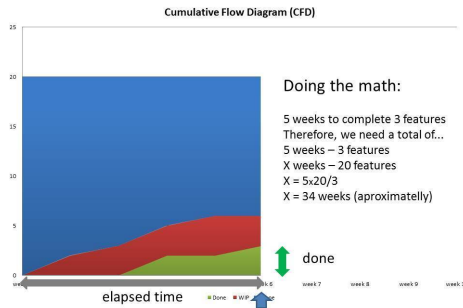 Cumulative Flow Diagram (CFD)
25
20
15
10
5
0
Doing the math:
5 weeks to complete 3 features
Therefore, we need a total of...
5 weeks – 3 features
X weeks – 20 features
X = 5x20/3
X = 34 weeks (aproximatelly)
done
week 7
week 8
week 9
elapsed time
Done
WIP